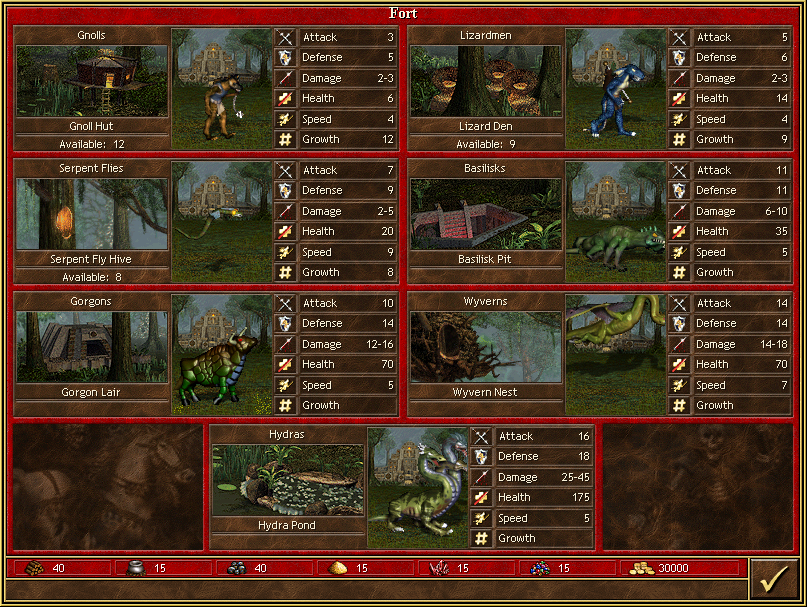 Fort
Gnolls
Attack 3
Defense 5
Damage 2-3
Health 6
Speed 4
Growth 12
Gnoll Hut
Available: 12
Lizardmen
Attack 5
Defense 6
Damage 2-3
Health 14
Speed 4
Growth 9
Lizard Den
Available: 9
Serpent Flies
Attack 7
Defense 9
Damage 2-5
Health 20
Speed 9
Growth 8
Serpent Fly Hive
Available: 8
Basilisks
Attack 11
Defense 11
Damage 6-10
Health 35
Speed 5
Growth
Basilisk Pit
Gorgons
Attack 10
Defense 14
Damage 12-16
Health 70
Speed 5
Growth
Gorgon Lair
Wyverns
Attack 14
Defense 14
Damage 14-18
Health 70
Speed 7
Growth
Wyvern Nest
Hydras
Attack 16
Defense 18
Damage 25-45
Health 175
Speed 5
Growth
Hydra Pond
40 15 40 15 15 15 30000